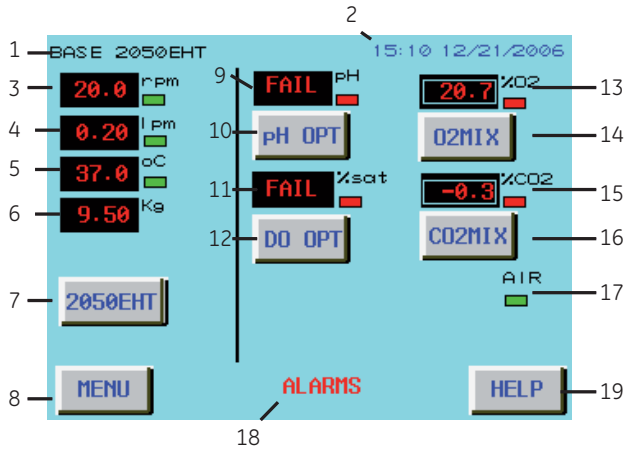 2
1 BASE 2050EHT 15:10 12/21/2006
3 20.0 rpm
9 FAIL pH
20.7 %O2 13
4 0.20 lpm
10 pH OPT
O2MIX 14
5 37.0 oC
11 FAIL %sat
-0.3 %CO2 15
6 9.50 Kg
12 DO OPT
CO2MIX 16
AIR 17
7 2050EHT
8 MENU
ALARMS
HELP 19
18